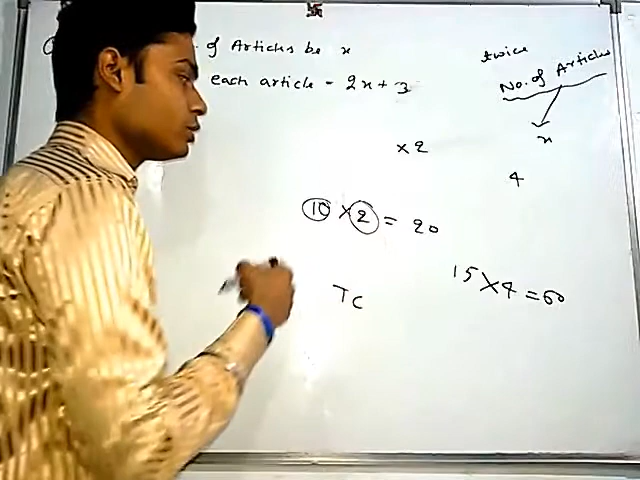 of Articles be x
each article = 2x + 3
twice
No. of Articles
x
× 2
4
10 × 2 = 20
15 × 4 = 60
TC